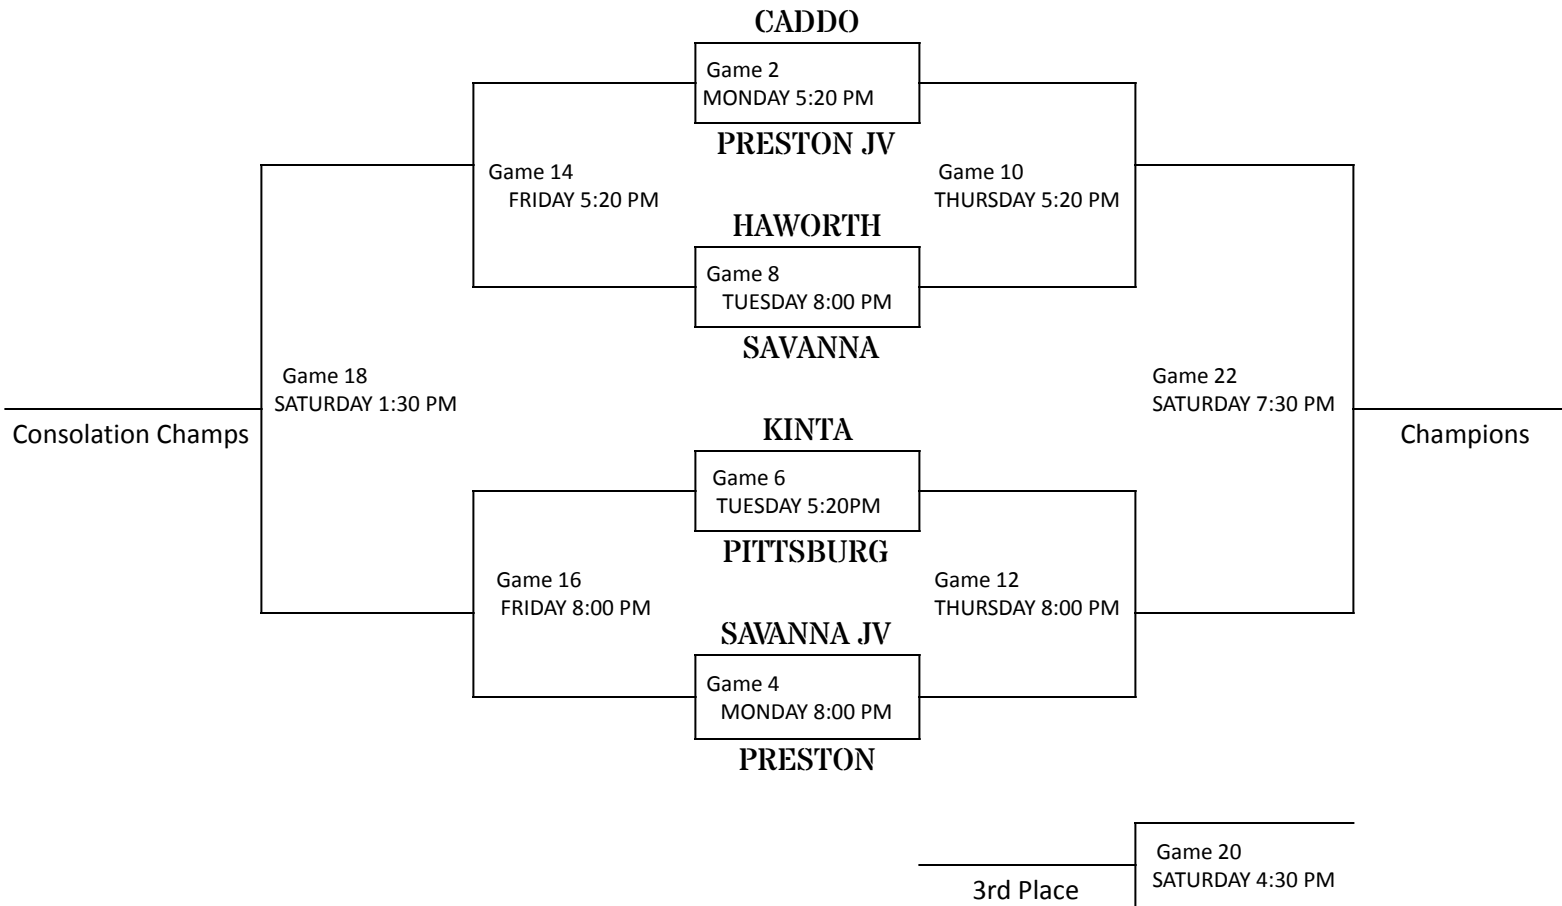 CADDO
Game 2
MONDAY 5:20 PM
PRESTON JV
Game 14
FRIDAY 5:20 PM
Game 10
THURSDAY 5:20 PM
HAWORTH
Game 8
TUESDAY 8:00 PM
SAVANNA
Game 18
SATURDAY 1:30 PM
Consolation Champs
Game 22
SATURDAY 7:30 PM
Champions
KINTA
Game 6
TUESDAY 5:20PM
PITTSBURG
Game 16
FRIDAY 8:00 PM
Game 12
THURSDAY 8:00 PM
SAVANNA JV
Game 4
MONDAY 8:00 PM
PRESTON
Game 20
SATURDAY 4:30 PM
3rd Place